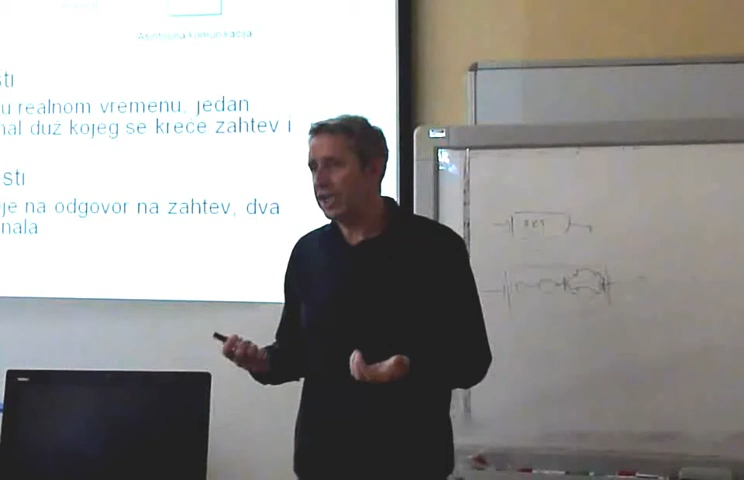 Asinhrona komunikacija
sti
u realnom vremenu, jedan
nal duž kojeg se kreće zahtev i
sti
je na odgovor na zahtev, dva
nala